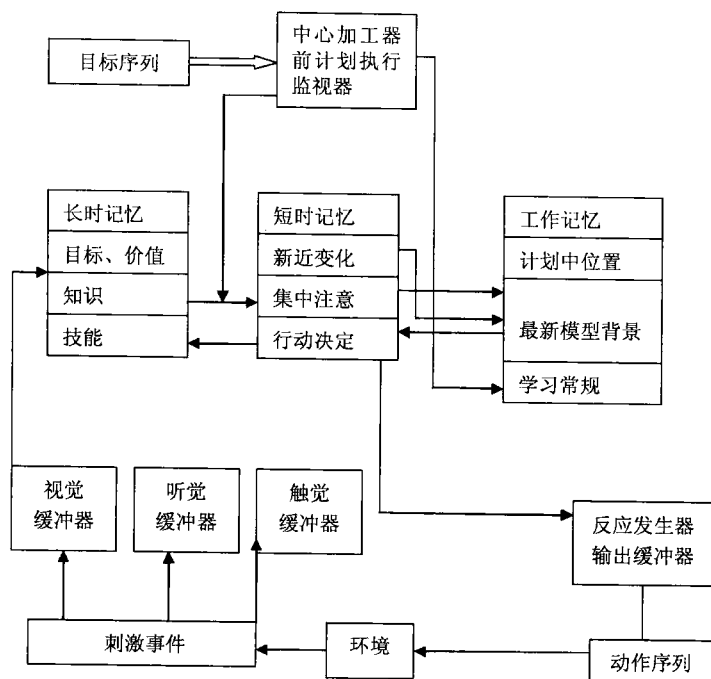 目标序列
中心加工器
前计划执行
监视器
长时记忆
目标、价值
知识
技能
短时记忆
新近变化
集中注意
行动决定
工作记忆
计划中位置
最新模型背景
学习常规
视觉
缓冲器
听觉
缓冲器
触觉
缓冲器
反应发生器
输出缓冲器
刺激事件
环境
动作序列